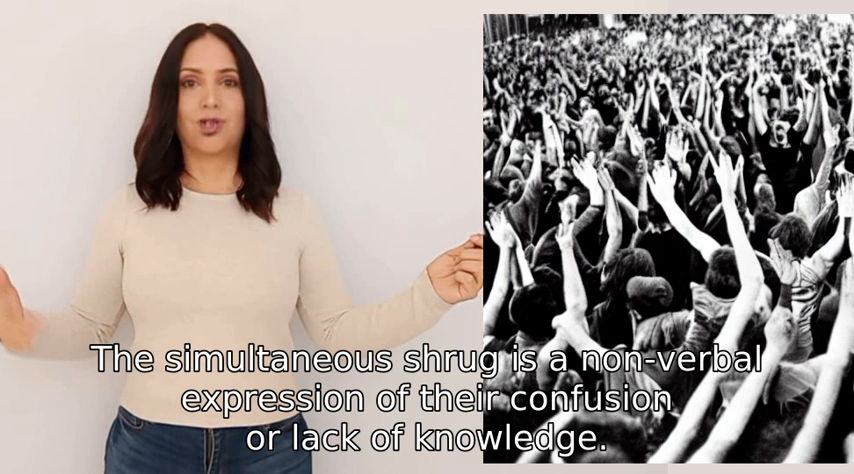 The simultaneous shrug is a non-verbal
expression of their confusion
or lack of knowledge.